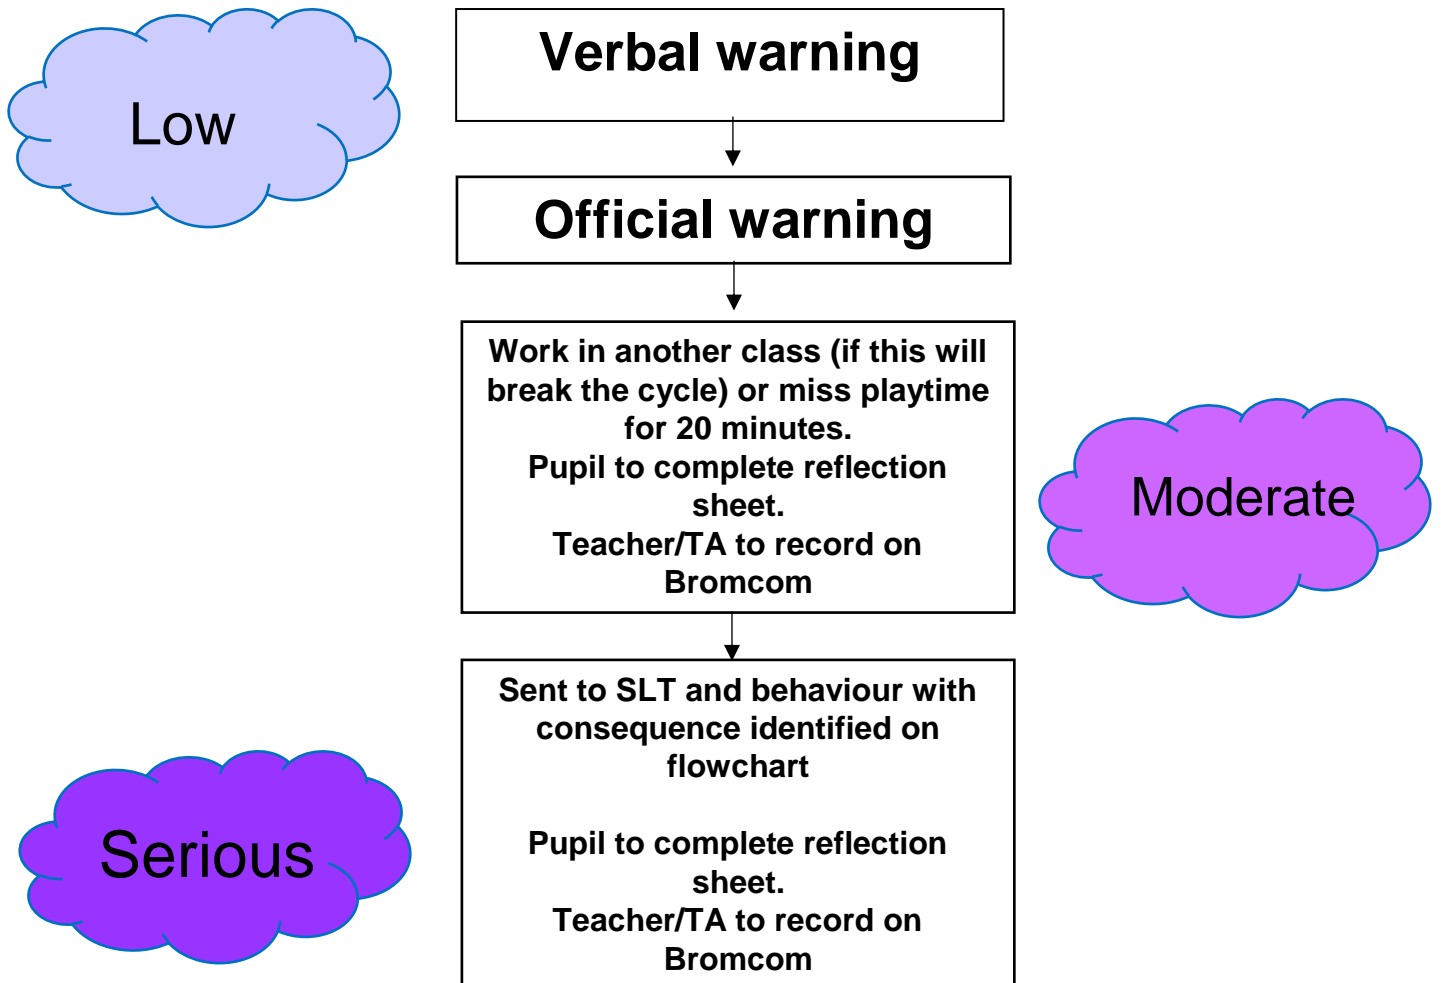 Verbal warning
Low
Official warning
Work in another class (if this will
break the cycle) or miss playtime
for 20 minutes.
Pupil to complete reflection
sheet.
Teacher/TA to record on
Bromcom
Moderate
Sent to SLT and behaviour with
consequence identified on
flowchart
Pupil to complete reflection
sheet.
Teacher/TA to record on
Bromcom
Serious